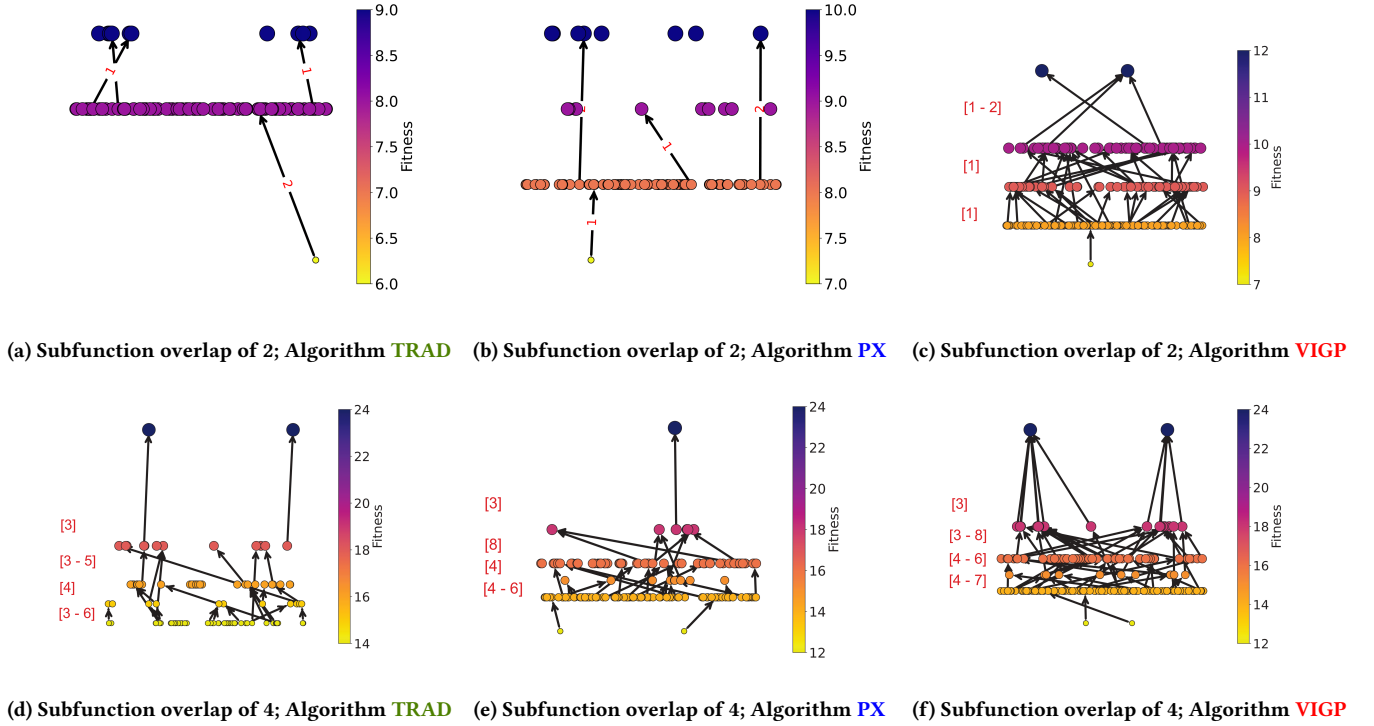 9.0
8.5
8.0
7.5
7.0
6.5
6.0
Fitness
1
1
2
10.0
9.5
9.0
8.5
8.0
7.5
7.0
Fitness
2
2
1
1
12
11
10
9
8
7
Fitness
[1 - 2]
[1]
[1]
(a) Subfunction overlap of 2; Algorithm TRAD
(b) Subfunction overlap of 2; Algorithm PX
(c) Subfunction overlap of 2; Algorithm VIGP
24
22
20
18
16
14
Fitness
[3]
[3 - 5]
[4]
[3 - 6]
24
22
20
18
16
14
12
Fitness
[3]
[8]
[4]
[4 - 6]
24
22
20
18
16
14
12
Fitness
[3]
[3 - 8]
[4 - 6]
[4 - 7]
(d) Subfunction overlap of 4; Algorithm TRAD
(e) Subfunction overlap of 4; Algorithm PX
(f) Subfunction overlap of 4; Algorithm VIGP